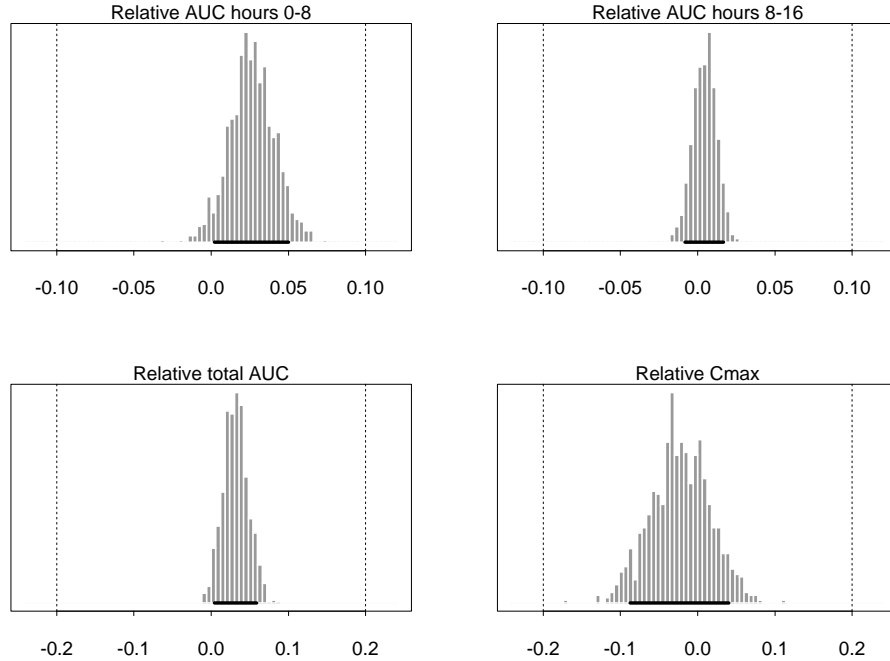 Relative AUC hours 0-8
Relative AUC hours 8-16
-0.10 -0.05 0.0 0.05 0.10
-0.10 -0.05 0.0 0.05 0.10
Relative total AUC
Relative Cmax
-0.2 -0.1 0.0 0.1 0.2
-0.2 -0.1 0.0 0.1 0.2